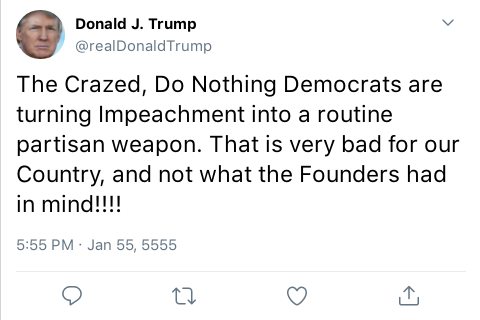 Donald J. Trump
@realDonaldTrump
The Crazed, Do Nothing Democrats are
turning Impeachment into a routine
partisan weapon. That is very bad for our
Country, and not what the Founders had
in mind!!!!
5:55 PM · Jan 55, 5555